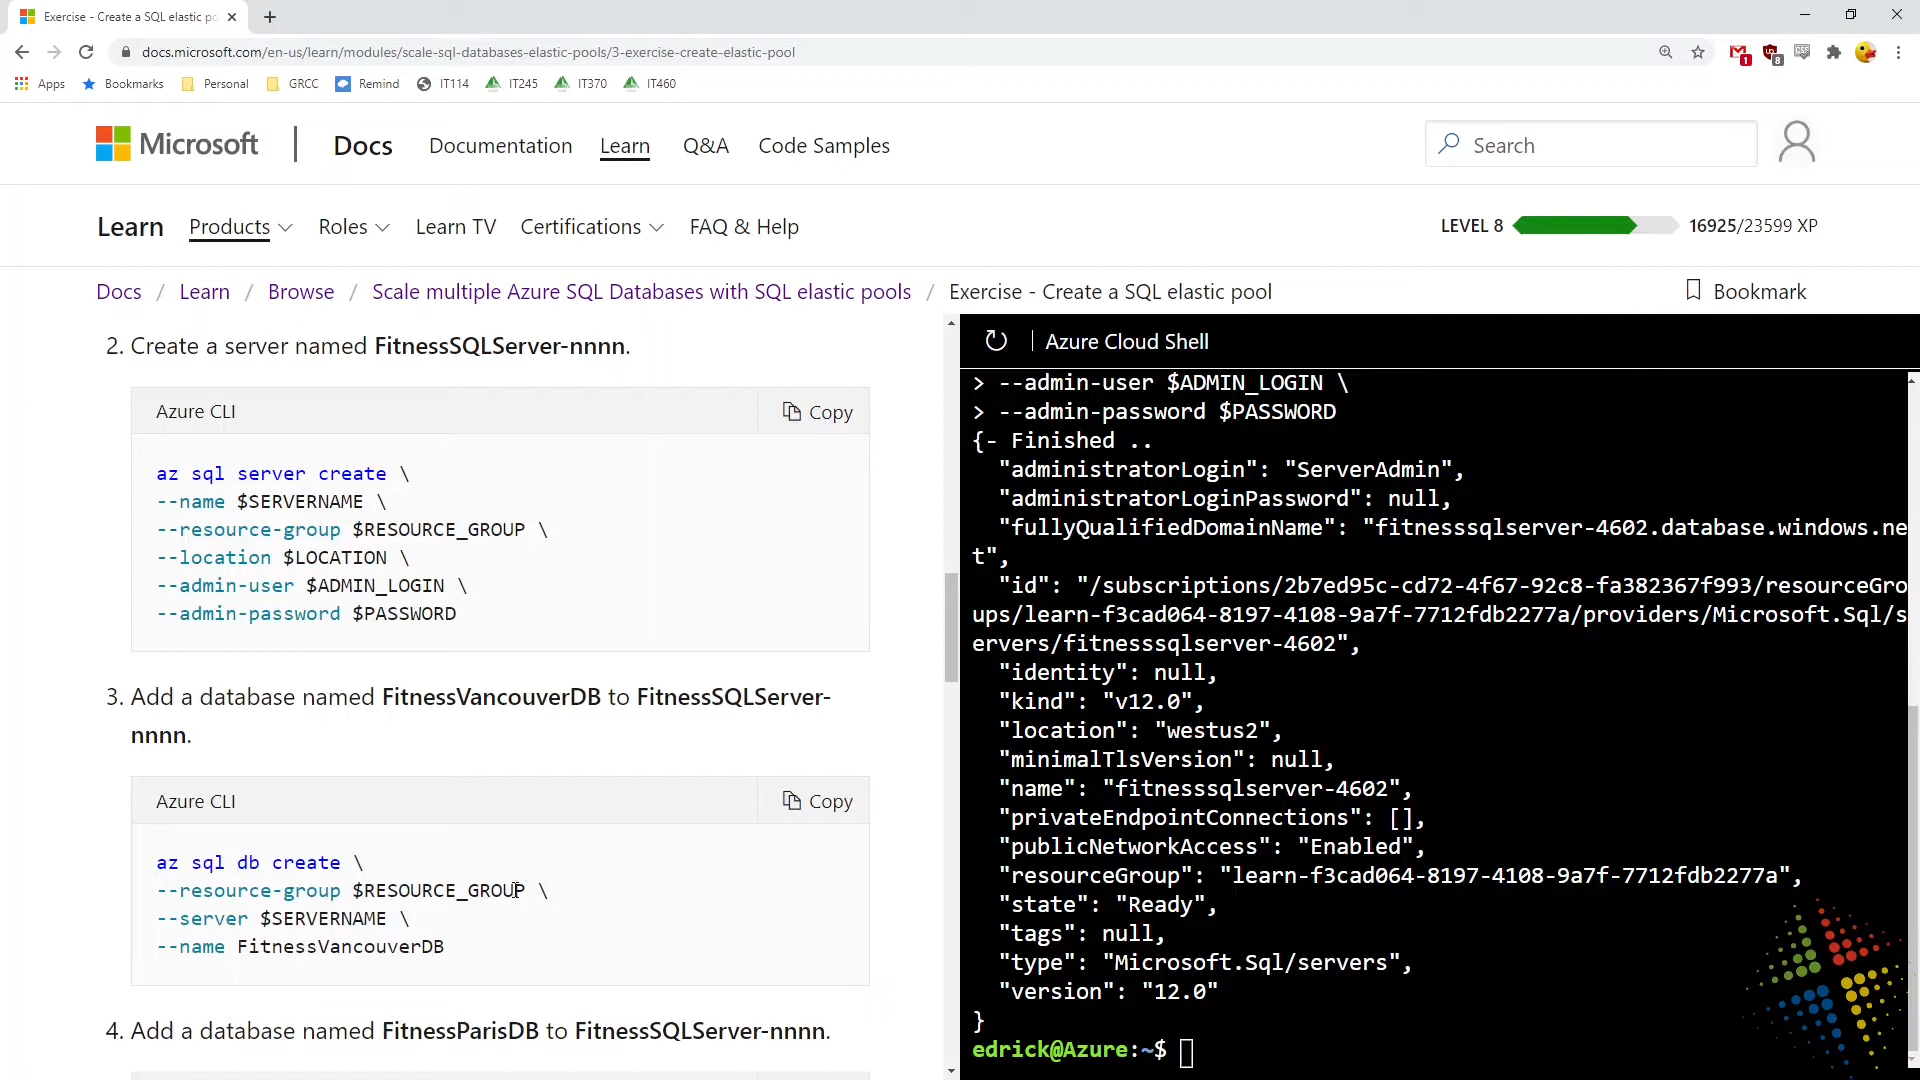 Exercise - Create a SQL elastic po
docs.microsoft.com/en-us/learn/modules/scale-sql-databases-elastic-pools/3-exercise-create-elastic-pool
1
8
Apps Bookmarks Personal GRCC Remind IT114 IT245 IT370 IT460
Microsoft Docs Documentation Learn Q&A Code Samples Search
Learn Products Roles Learn TV Certifications FAQ & Help LEVEL 8 16925/23599 XP
Docs / Learn / Browse / Scale multiple Azure SQL Databases with SQL elastic pools / Exercise - Create a SQL elastic pool Bookmark
2. Create a server named FitnessSQLServer-nnnn.
Azure CLI Copy
az sql server create \
--name $SERVERNAME \
--resource-group $RESOURCE_GROUP \
--location $LOCATION \
--admin-user $ADMIN_LOGIN \
--admin-password $PASSWORD
3. Add a database named FitnessVancouverDB to FitnessSQLServer-
nnnn.
Azure CLI Copy
az sql db create \
--resource-group $RESOURCE_GROUP \
--server $SERVERNAME \
--name FitnessVancouverDB
4. Add a database named FitnessParisDB to FitnessSQLServer-nnnn.
Azure Cloud Shell
> --admin-user $ADMIN_LOGIN \
> --admin-password $PASSWORD
{- Finished ..
"administratorLogin": "ServerAdmin",
"administratorLoginPassword": null,
"fullyQualifiedDomainName": "fitnesssqlserver-4602.database.windows.ne
t",
"id": "/subscriptions/2b7ed95c-cd72-4f67-92c8-fa382367f993/resourceGro
ups/learn-f3cad064-8197-4108-9a7f-7712fdb2277a/providers/Microsoft.Sql/s
ervers/fitnesssqlserver-4602",
"identity": null,
"kind": "v12.0",
"location": "westus2",
"minimalTlsVersion": null,
"name": "fitnesssqlserver-4602",
"privateEndpointConnections": [],
"publicNetworkAccess": "Enabled",
"resourceGroup": "learn-f3cad064-8197-4108-9a7f-7712fdb2277a",
"state": "Ready",
"tags": null,
"type": "Microsoft.Sql/servers",
"version": "12.0"
}
edrick@Azure:~$